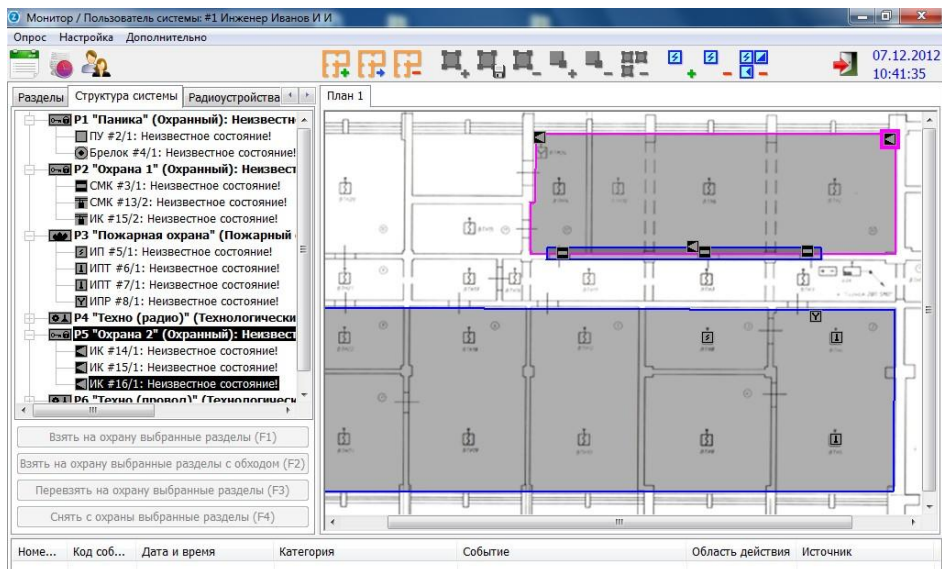 Монитор / Пользователь системы: #1 Инженер Иванов И И
Опрос Настройка Дополнительно
07.12.2012
10:41:35
Разделы Структура системы Радиоустройства
План 1
P1 "Паника" (Охранный): Неизвестн
ПУ #2/1: Неизвестное состояние!
Брелок #4/1: Неизвестное состояние!
P2 "Охрана 1" (Охранный): Неизвест
СМК #3/1: Неизвестное состояние!
СМК #13/2: Неизвестное состояние!
ИК #15/2: Неизвестное состояние!
P3 "Пожарная охрана" (Пожарный
ИП #5/1: Неизвестное состояние!
ИПТ #6/1: Неизвестное состояние!
ИПТ #7/1: Неизвестное состояние!
ИПР #8/1: Неизвестное состояние!
P4 "Техно (радио)" (Технологически
P5 "Охрана 2" (Охранный): Неизвест
ИК #14/1: Неизвестное состояние!
ИК #15/1: Неизвестное состояние!
ИК #16/1: Неизвестное состояние!
P6 "Техно (провод)" (Технологическ
Взять на охрану выбранные разделы (F1)
Взять на охрану выбранные разделы с обходом (F2)
Перевзять на охрану выбранные разделы (F3)
Снять с охраны выбранные разделы (F4)
Номе... Код соб... Дата и время Категория Событие Область действия Источник